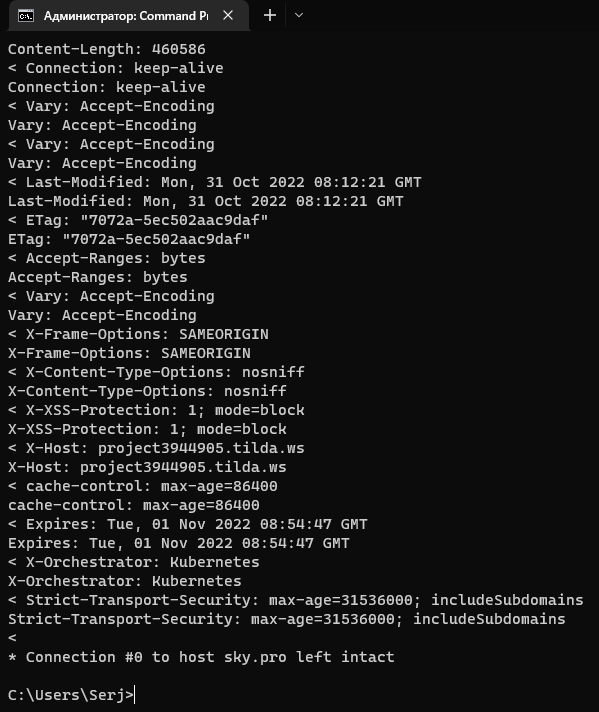 Администратор: Command Pr
Content-Length: 460586
< Connection: keep-alive
Connection: keep-alive
< Vary: Accept-Encoding
Vary: Accept-Encoding
< Vary: Accept-Encoding
Vary: Accept-Encoding
< Last-Modified: Mon, 31 Oct 2022 08:12:21 GMT
Last-Modified: Mon, 31 Oct 2022 08:12:21 GMT
< ETag: "7072a-5ec502aac9daf"
ETag: "7072a-5ec502aac9daf"
< Accept-Ranges: bytes
Accept-Ranges: bytes
< Vary: Accept-Encoding
Vary: Accept-Encoding
< X-Frame-Options: SAMEORIGIN
X-Frame-Options: SAMEORIGIN
< X-Content-Type-Options: nosniff
X-Content-Type-Options: nosniff
< X-XSS-Protection: 1; mode=block
X-XSS-Protection: 1; mode=block
< X-Host: project3944905.tilda.ws
X-Host: project3944905.tilda.ws
< cache-control: max-age=86400
cache-control: max-age=86400
< Expires: Tue, 01 Nov 2022 08:54:47 GMT
Expires: Tue, 01 Nov 2022 08:54:47 GMT
< X-Orchestrator: Kubernetes
X-Orchestrator: Kubernetes
< Strict-Transport-Security: max-age=31536000; includeSubdomains
Strict-Transport-Security: max-age=31536000; includeSubdomains
<
* Connection #0 to host sky.pro left intact
C:\Users\Serj>